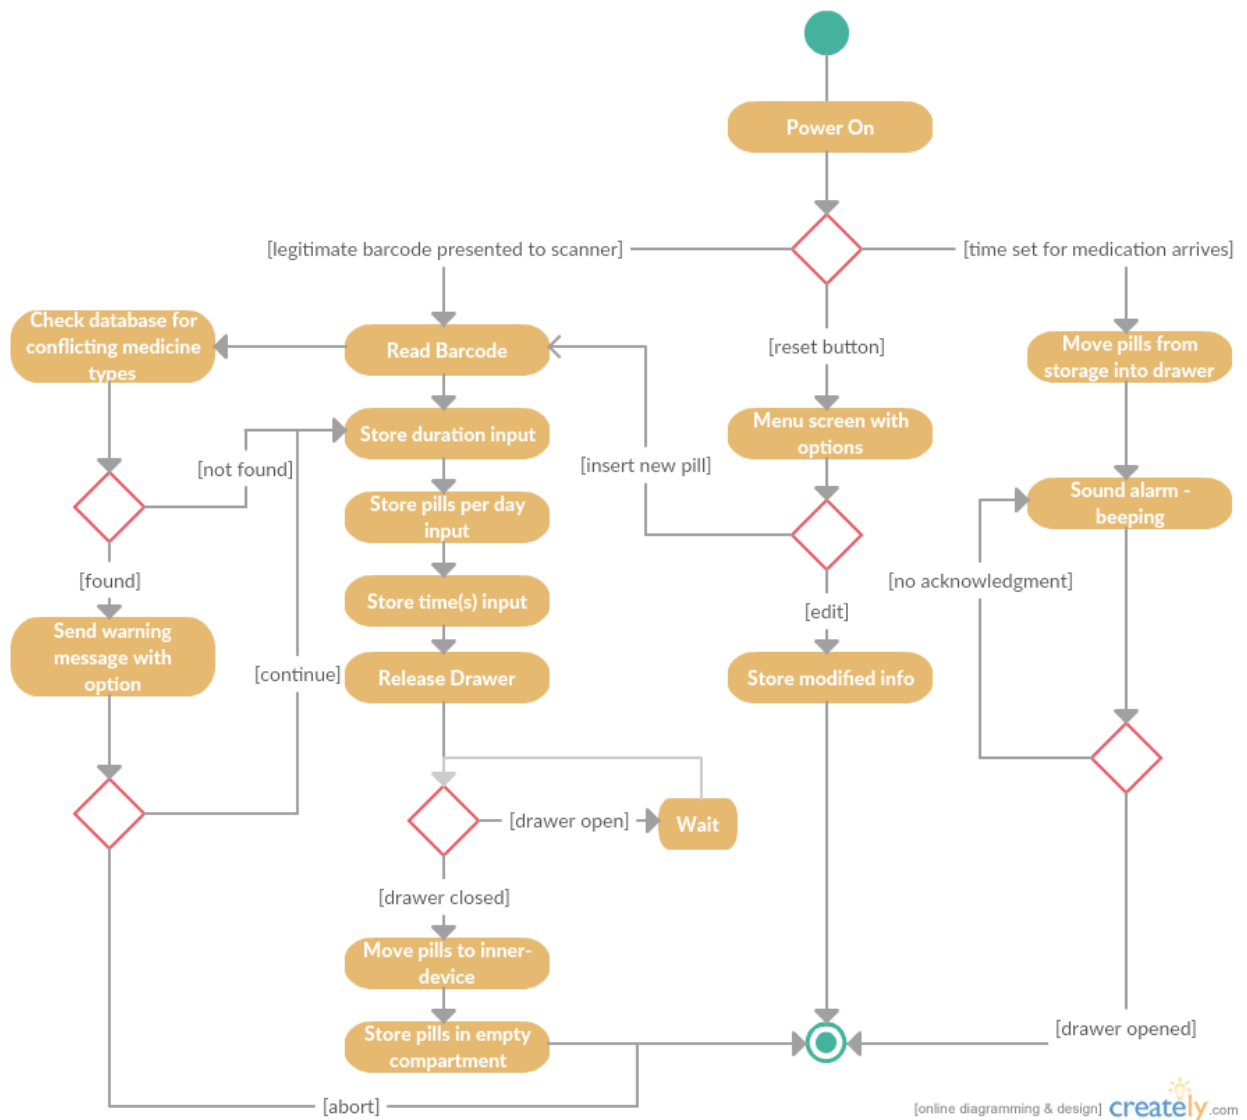 Power On
[legitimate barcode presented to scanner]
[time set for medication arrives]
Check database for
conflicting medicine
types
Read Barcode
[reset button]
Move pills from
storage into drawer
Store duration input
Menu screen with
options
[not found]
[insert new pill]
Sound alarm -
beeping
Store pills per day
input
[found]
[no acknowledgment]
Store time(s) input
[edit]
Send warning
message with
option
[continue]
Release Drawer
Store modified info
[drawer open]
Wait
[drawer closed]
Move pills to inner-
device
Store pills in empty
compartment
[drawer opened]
[abort]
[online diagramming & design] creately.com